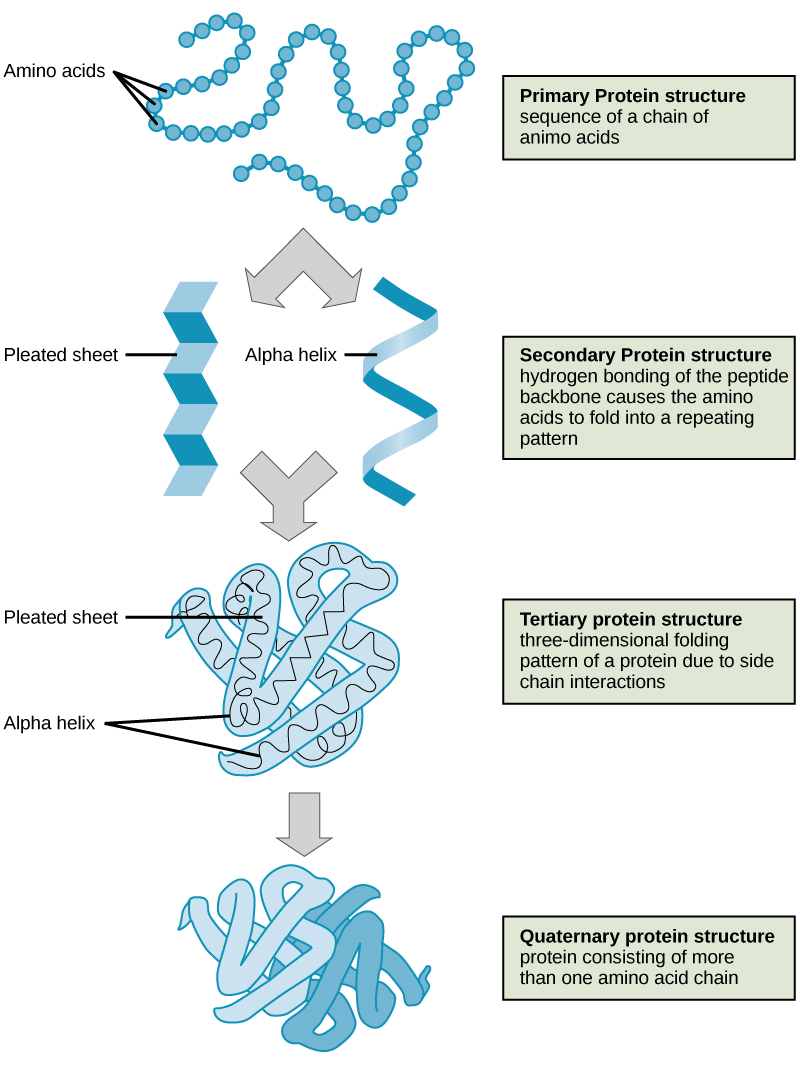 Amino acids
Primary Protein structure
sequence of a chain of
animo acids
Pleated sheet
Alpha helix
Secondary Protein structure
hydrogen bonding of the peptide
backbone causes the amino
acids to fold into a repeating
pattern
Pleated sheet
Tertiary protein structure
three-dimensional folding
pattern of a protein due to side
chain interactions
Alpha helix
Quaternary protein structure
protein consisting of more
than one amino acid chain